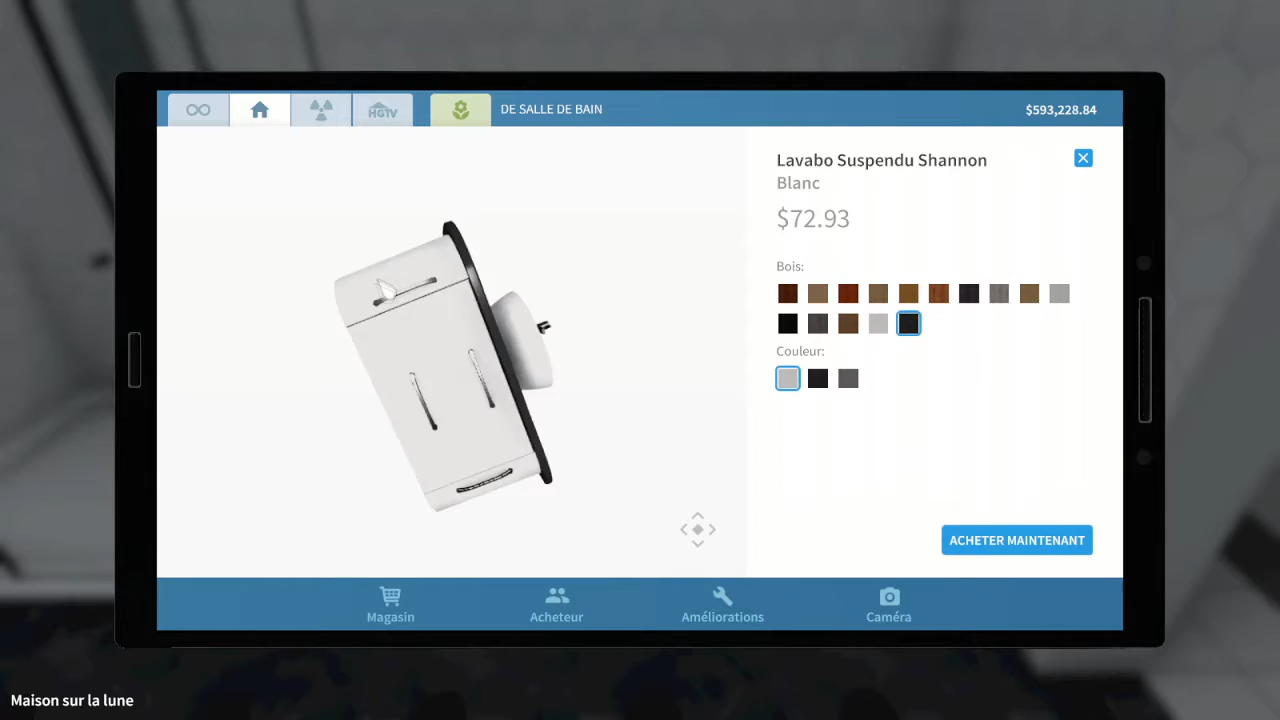 HGTV
DE SALLE DE BAIN
$593,228.84
Lavabo Suspendu Shannon
Blanc
$72.93
Bois:
Couleur:
ACHETER MAINTENANT
Magasin
Acheteur
Améliorations
Caméra
Maison sur la lune